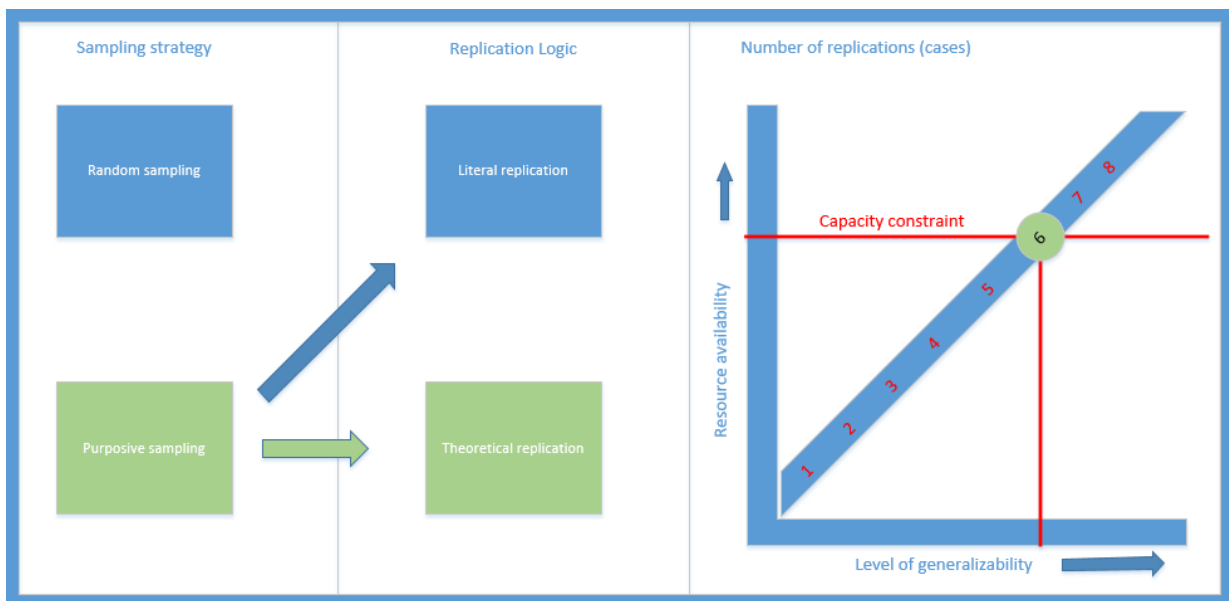 Sampling strategy
Replication Logic
Number of replications (cases)
Random sampling
Literal replication
Purposive sampling
Theoretical replication
Resource availability
Capacity constraint
1
2
3
4
5
6
7
8
Level of generalizability